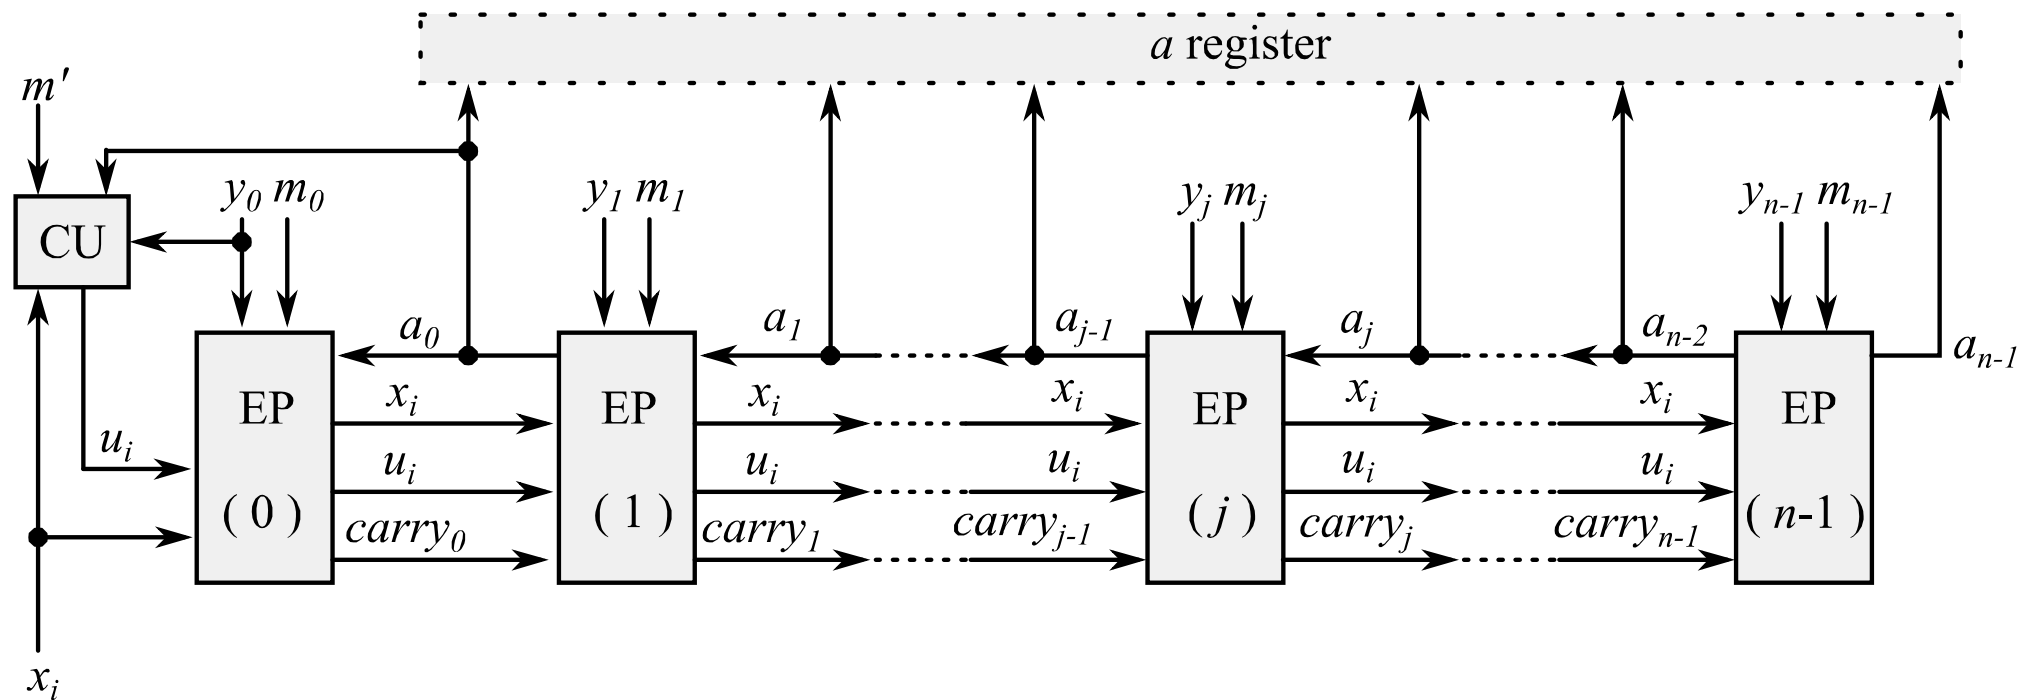 a register
m'
y0 m0 y1 m1 yj mj yn-1 mn-1
CU
a0 a1 aj-1 aj an-2 an-1
EP xi EP xi xi EP xi xi EP
ui ui ui ui ui ui
( 0 ) carry0 ( 1 ) carry1 carryj-1 ( j ) carryj carryn-1 ( n-1 )
xi